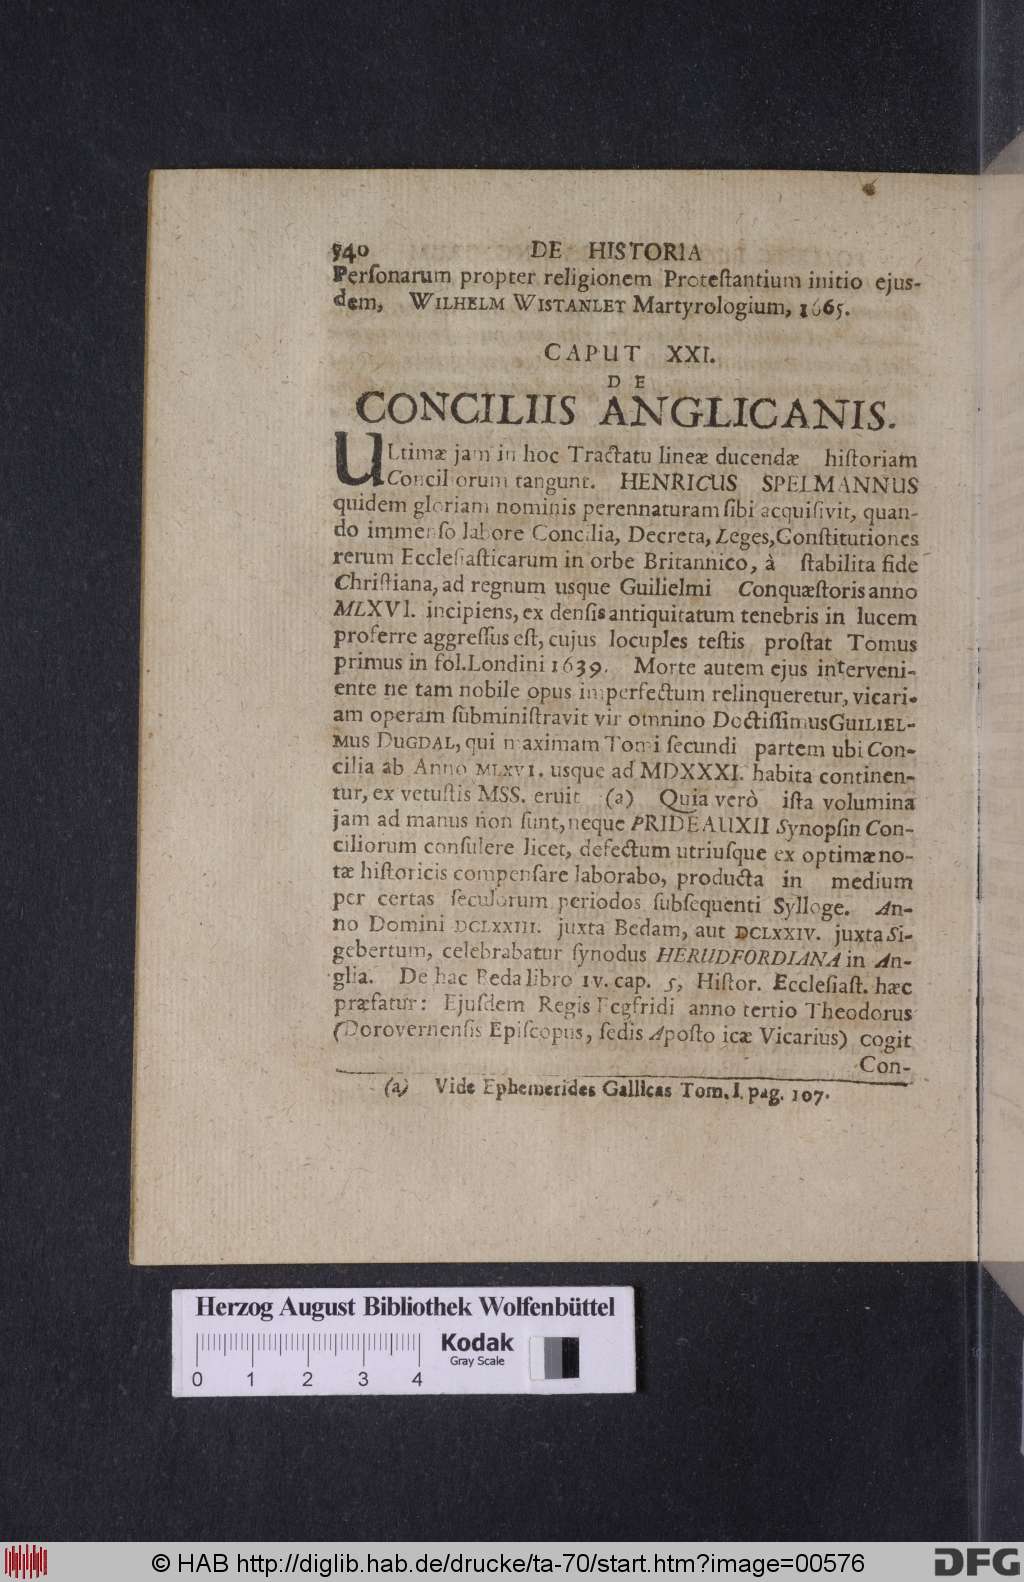 540 DE HISTORIA
Perſonarum propter religionem Proteſtantium initio ejus-
dem, WILHELM WISTANLET Martyrologium, 1665.
CAPUT XXI.
DE
CONCILIIS ANGLICANIS.
ULtimæ jam in hoc Tractatu lineæ ducendæ hiſtoriam
Conciliorum tangunt. HENRICUS SPELMANNUS
quidem gloriam nominis perennaturam ſibi acquiſivit, quan-
do immenſo labore Concilia, Decreta, Leges, Conſtitutiones
rerum Eccleſiaſticarum in orbe Britannico, à ſtabilita fide
Chriſtiana, ad regnum usque Guilielmi Conquæſtoris anno
MLXVI. incipiens, ex denſis antiquitatum tenebris in lucem
proferre aggreſſus eſt, cujus locuples teſtis proſtat Tomus
primus in fol. Londini 1639. Morte autem ejus interveni-
ente ne tam nobile opus imperfectum relinqueretur, vicari-
am operam ſubminiſtravit vir omnino Doctiſſimus GUILIEL-
MUS DUGDAL, qui maximam Tomi ſecundi partem ubi Con-
cilia ab Anno MLXVI. usque ad MDXXXI. habita continen-
tur, ex vetuſtis MSS. eruit (a) Quia verò iſta volumina
jam ad manus non ſunt, neque PRIDEAUXII Synopſin Con-
ciliorum conſulere licet, defectum utriuſque ex optimæ no-
tæ hiſtoricis compenſare laborabo, producta in medium
per certas ſeculorum periodos ſubſequenti Sylloge. An-
no Domini DCLXXIII. juxta Bedam, aut DCLXXIV. juxta Si-
gebertum, celebrabatur ſynodus HERUDFORDIANA in An-
glia. De hac Beda libro IV. cap. 5, Hiſtor. Eccleſiaſt. hæc
præfatur: Ejuſdem Regis Eegfridi anno tertio Theodorus
(Dorovernenſis Epiſcopus, ſedis Apoſto icæ Vicarius) cogit
Con-
(a) Vide Ephemerides Gallicas Tom. I. pag. 107.
Herzog August Bibliothek Wolfenbüttel
Kodak
Gray Scale
0 1 2 3 4
© HAB http://diglib.hab.de/drucke/ta-70/start.htm?image=00576
DFG